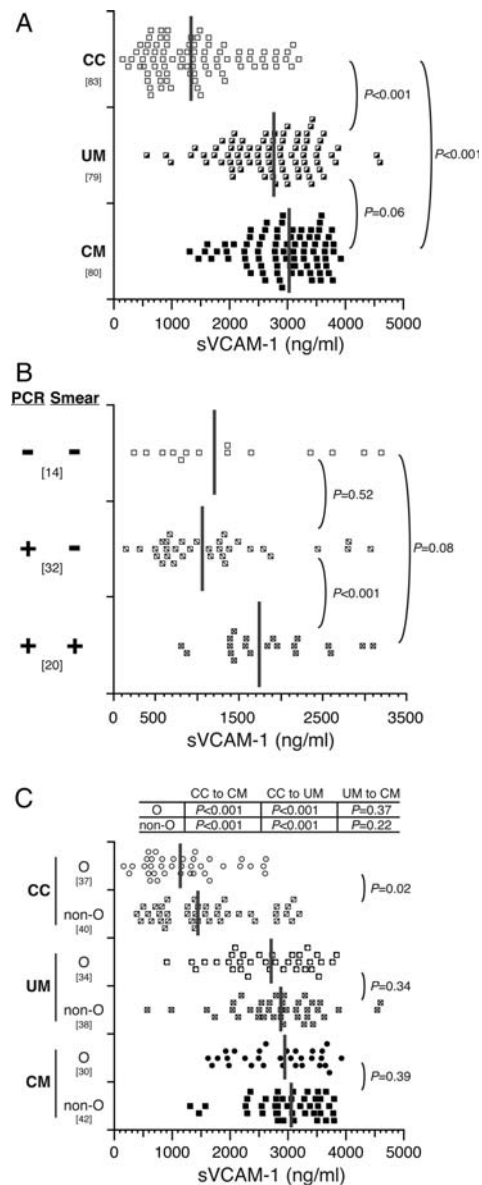 A
CC
[83]
P<0.001
UM
[79]
P<0.001
P=0.06
CM
[80]
0 1000 2000 3000 4000 5000
sVCAM-1 (ng/ml)
B
PCR Smear
- -
[14]
P=0.52
+ -
[32]
P=0.08
P<0.001
+ +
[20]
500 1500 2500 3500
sVCAM-1 (ng/ml)
C
CC to CM CC to UM UM to CM
O P<0.001 P<0.001 P=0.37
non-O P<0.001 P<0.001 P=0.22
O
[37]
CC
P=0.02
non-O
[40]
O
[34]
UM
P=0.34
non-O
[38]
O
[30]
CM
P=0.39
non-O
[42]
0 1000 2000 3000 4000 5000
sVCAM-1 (ng/ml)